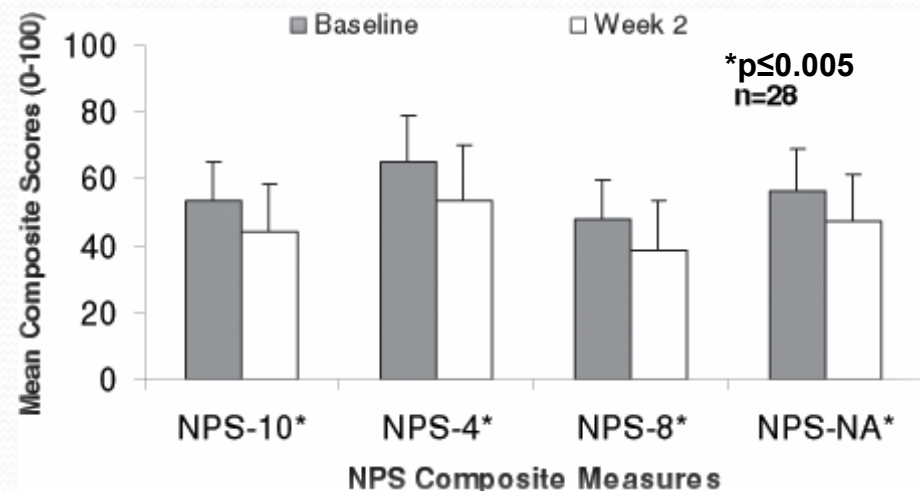 Baseline Week 2
*p≤0.005
n=28
Mean Composite Scores (0-100)
100
80
60
40
20
0
NPS-10* NPS-4* NPS-8* NPS-NA*
NPS Composite Measures